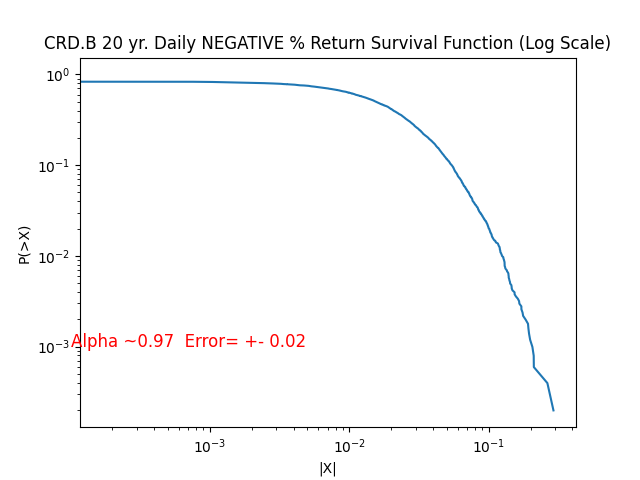 CRD.B 20 yr. Daily NEGATIVE % Return Survival Function (Log Scale)
10⁰
10⁻¹
P(>X)
10⁻²
10⁻³
Alpha ~0.97  Error= +- 0.02
10⁻³ 10⁻² 10⁻¹
|X|